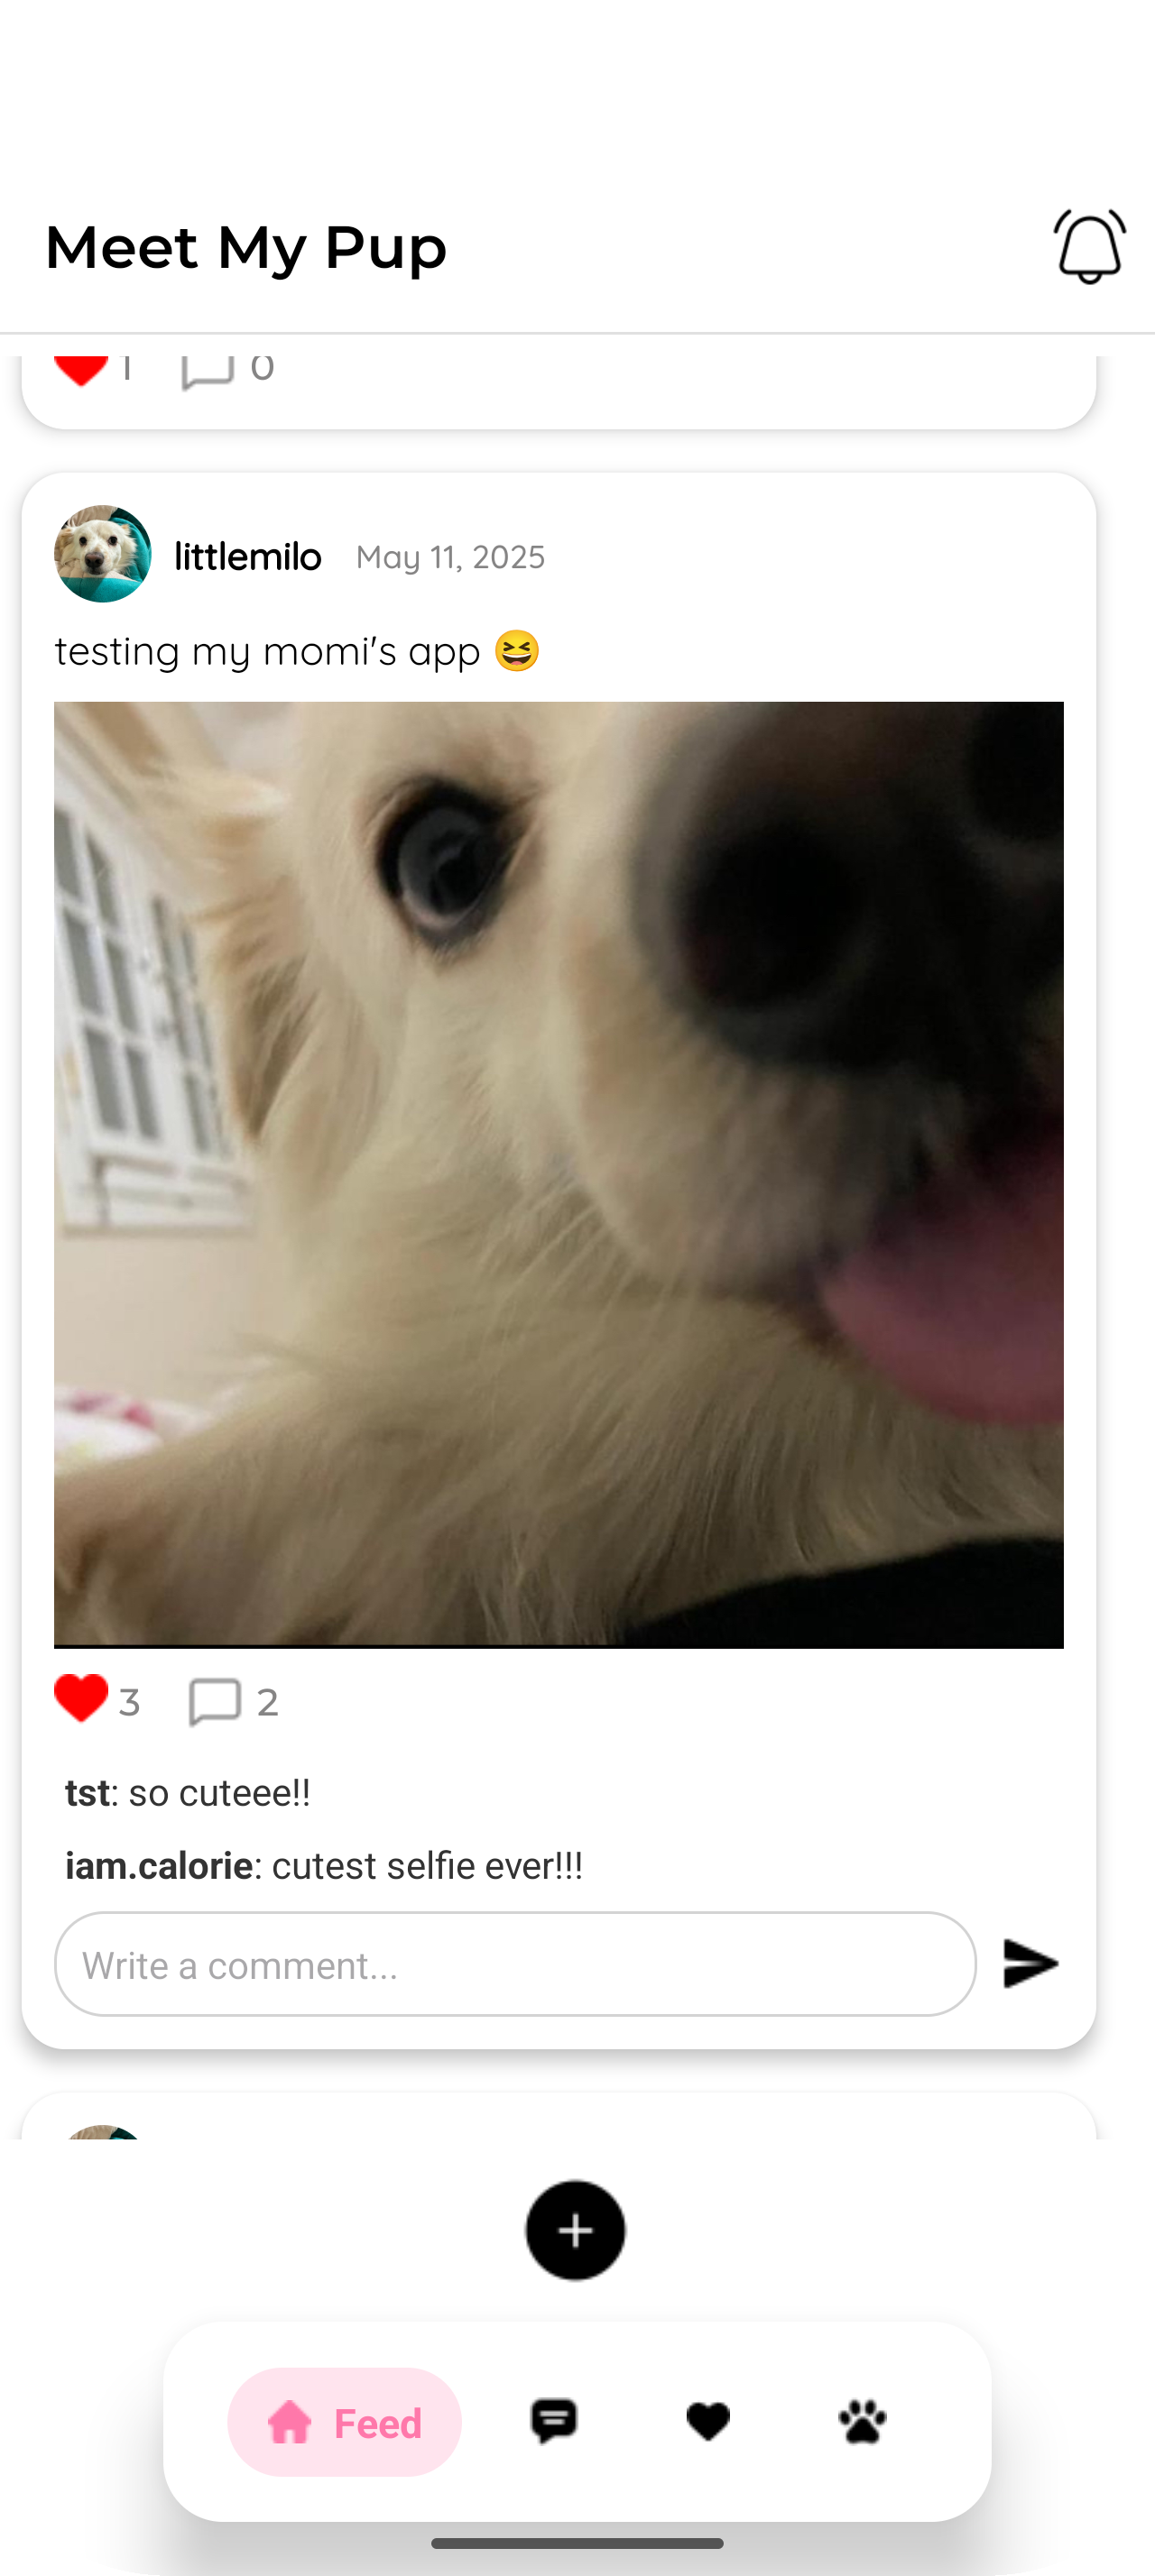 Meet My Pup
1 0
littlemilo May 11, 2025
testing my momi's app 😆
3 2
tst: so cuteee!!
iam.calorie: cutest selfie ever!!!
Write a comment...
Feed